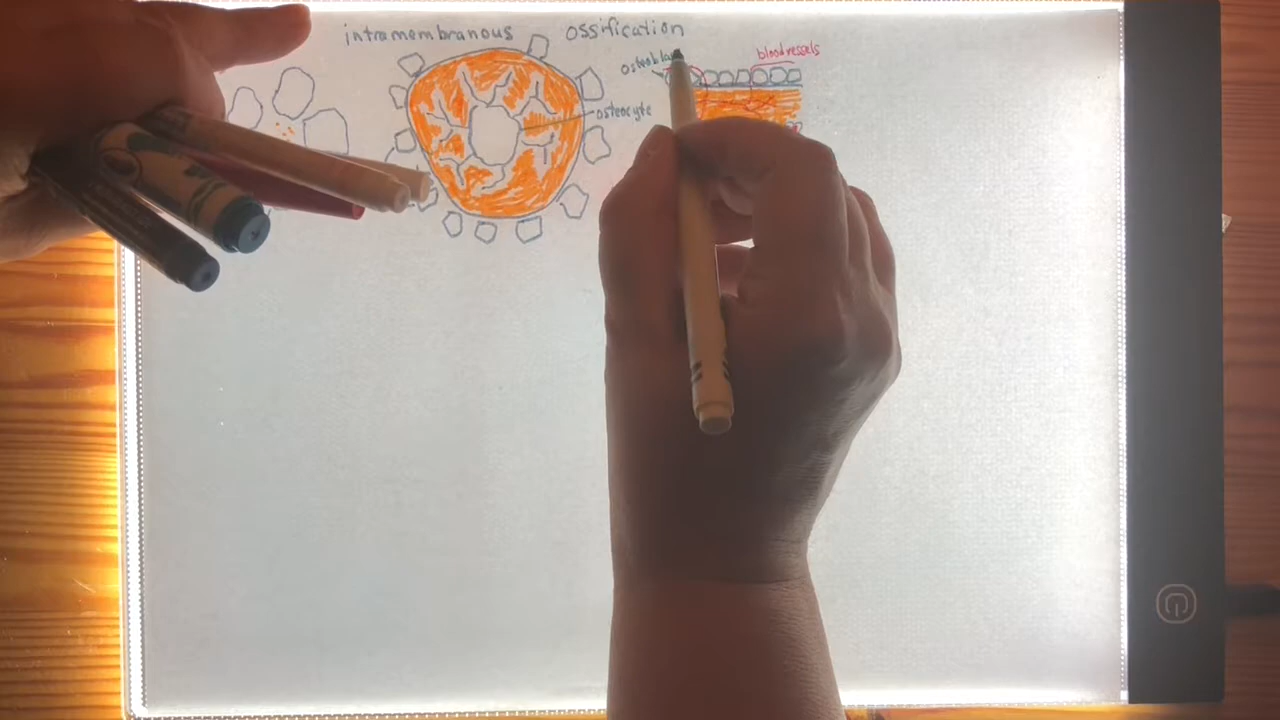 intramembranous ossification
blood vessels
osteocyte